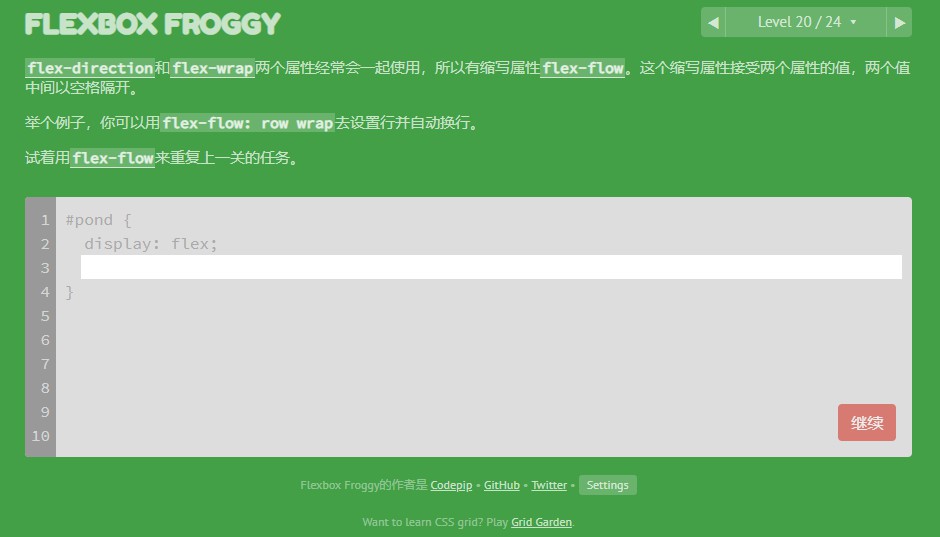 FLEXBOX FROGGY
◀ Level 20 / 24 ▾ ▶
flex-direction和flex-wrap两个属性经常会一起使用，所以有缩写属性flex-flow。这个缩写属性接受两个属性的值，两个值
中间以空格隔开。
举个例子，你可以用flex-flow: row wrap去设置行并自动换行。
试着用flex-flow来重复上一关的任务。
1 #pond {
2 display: flex;
3
4 }
5
6
7
8
9
10
继续
Flexbox Froggy的作者是 Codepip • GitHub • Twitter • Settings
Want to learn CSS grid? Play Grid Garden.